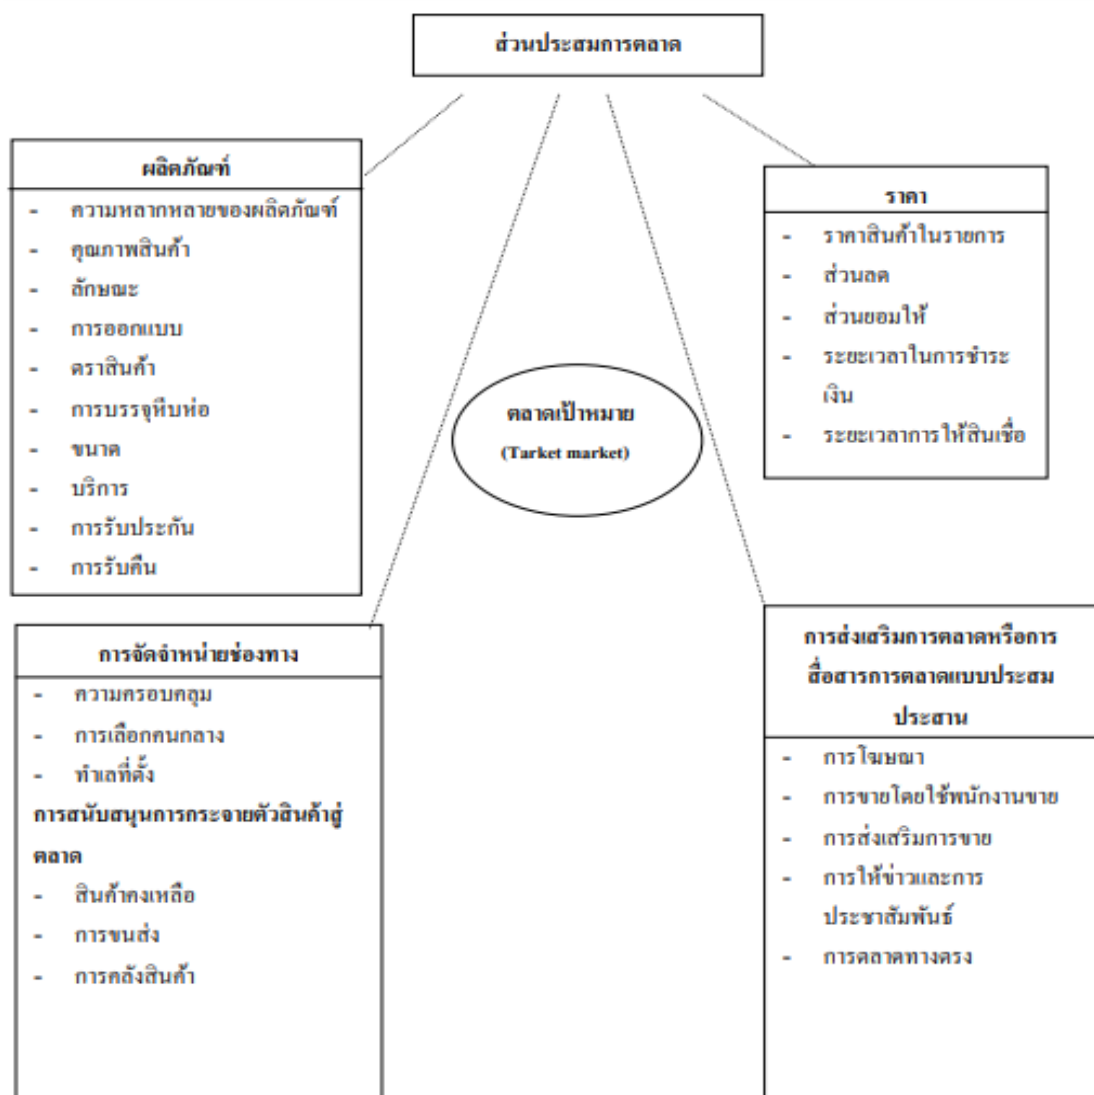 ส่วนประสมการตลาด
ผลิตภัณฑ์
- ความหลากหลายของผลิตภัณฑ์
- คุณภาพสินค้า
- ลักษณะ
- การออกแบบ
- ตราสินค้า
- การบรรจุหีบห่อ
- ขนาด
- บริการ
- การรับประกัน
- การรับคืน
ราคา
- ราคาสินค้าในรายการ
- ส่วนลด
- ส่วนยอมให้
- ระยะเวลาในการชำระ
เงิน
- ระยะเวลาการให้สินเชื่อ
ตลาดเป้าหมาย
(Tarket market)
การจัดจำหน่ายช่องทาง
- ความครอบคลุม
- การเลือกคนกลาง
- ทำเลที่ตั้ง
การสนับสนุนการกระจายตัวสินค้าสู่
ตลาด
- สินค้าคงเหลือ
- การขนส่ง
- การคลังสินค้า
การส่งเสริมการตลาดหรือการ
สื่อสารการตลาดแบบประสม
ประสาน
- การโฆษณา
- การขายโดยใช้พนักงานขาย
- การส่งเสริมการขาย
- การให้ข่าวและการ
ประชาสัมพันธ์
- การตลาดทางตรง